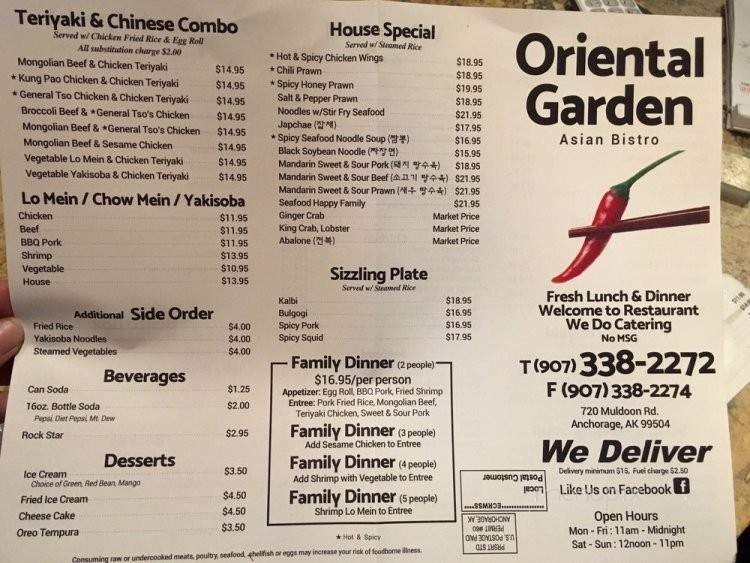 Teriyaki & Chinese Combo
Served w/ Chicken Fried Rice & Egg Roll
All substitution charge $2.00
Mongolian Beef & Chicken Teriyaki $14.95
★ Kung Pao Chicken & Chicken Teriyaki $14.95
★ General Tso Chicken & Chicken Teriyaki $14.95
Broccoli Beef & ★General Tso's Chicken $14.95
Mongolian Beef & ★General Tso's Chicken $14.95
Mongolian Beef & Sesame Chicken $14.95
Vegetable Lo Mein & Chicken Teriyaki $14.95
Vegetable Yakisoba & Chicken Teriyaki $14.95
Lo Mein / Chow Mein / Yakisoba
Chicken $11.95
Beef $11.95
BBQ Pork $11.95
Shrimp $13.95
Vegetable $10.95
House $13.95
Additional Side Order
Fried Rice $4.00
Yakisoba Noodles $4.00
Steamed Vegetables $4.00
Beverages
Can Soda $1.25
16oz. Bottle Soda $2.00
Pepsi, Diet Pepsi, Mt. Dew
Rock Star $2.95
Desserts
Ice Cream $3.50
Choice of Green, Red Bean, Mango
Fried Ice Cream $4.50
Cheese Cake $4.50
Oreo Tempura $3.50
House Special
Served w/ Steamed Rice
★ Hot & Spicy Chicken Wings $18.95
★ Chili Prawn $18.95
★ Spicy Honey Prawn $19.95
Salt & Pepper Prawn $18.95
Noodles w/Stir Fry Seafood $21.95
Japchae (잡채) $17.95
★ Spicy Seafood Noodle Soup (짬뽕) $16.95
Black Soybean Noodle (짜장면) $15.95
Mandarin Sweet & Sour Pork (돼지 탕수육) $18.95
Mandarin Sweet & Sour Beef (소고기 탕수육) $21.95
Mandarin Sweet & Sour Prawn (새우 탕수육) $21.95
Seafood Happy Family $21.95
Ginger Crab Market Price
King Crab, Lobster Market Price
Abalone (전복) Market Price
Sizzling Plate
Served w/ Steamed Rice
Kalbi $18.95
Bulgogi $16.95
Spicy Pork $16.95
Spicy Squid $17.95
Family Dinner (2 people)
$16.95/per person
Appetizer: Egg Roll, BBQ Pork, Fried Shrimp
Entree: Pork Fried Rice, Mongolian Beef,
Teriyaki Chicken, Sweet & Sour Pork
Family Dinner (3 people)
Add Sesame Chicken to Entree
Family Dinner (4 people)
Add Shrimp with Vegetable to Entree
Family Dinner (5 people)
Shrimp Lo Mein to Entree
★ Hot & Spicy
Consuming raw or undercooked meats, poultry, seafood, shellfish or eggs may increase your risk of foodborne illness.
Oriental
Garden
Asian Bistro
Fresh Lunch & Dinner
Welcome to Restaurant
We Do Catering
No MSG
T (907) 338-2272
F (907) 338-2274
720 Muldoon Rd.
Anchorage, AK 99504
We Deliver
Delivery minimum $15, Fuel charge $2.50
Like Us on Facebook f
Open Hours
Mon - Fri : 11am - Midnight
Sat - Sun : 12noon - 11pm
PRSRT STD
U.S. POSTAGE PAID
PERMIT #60
ANCHORAGE, AK
**************ECRWSS**
Local
Postal Customer